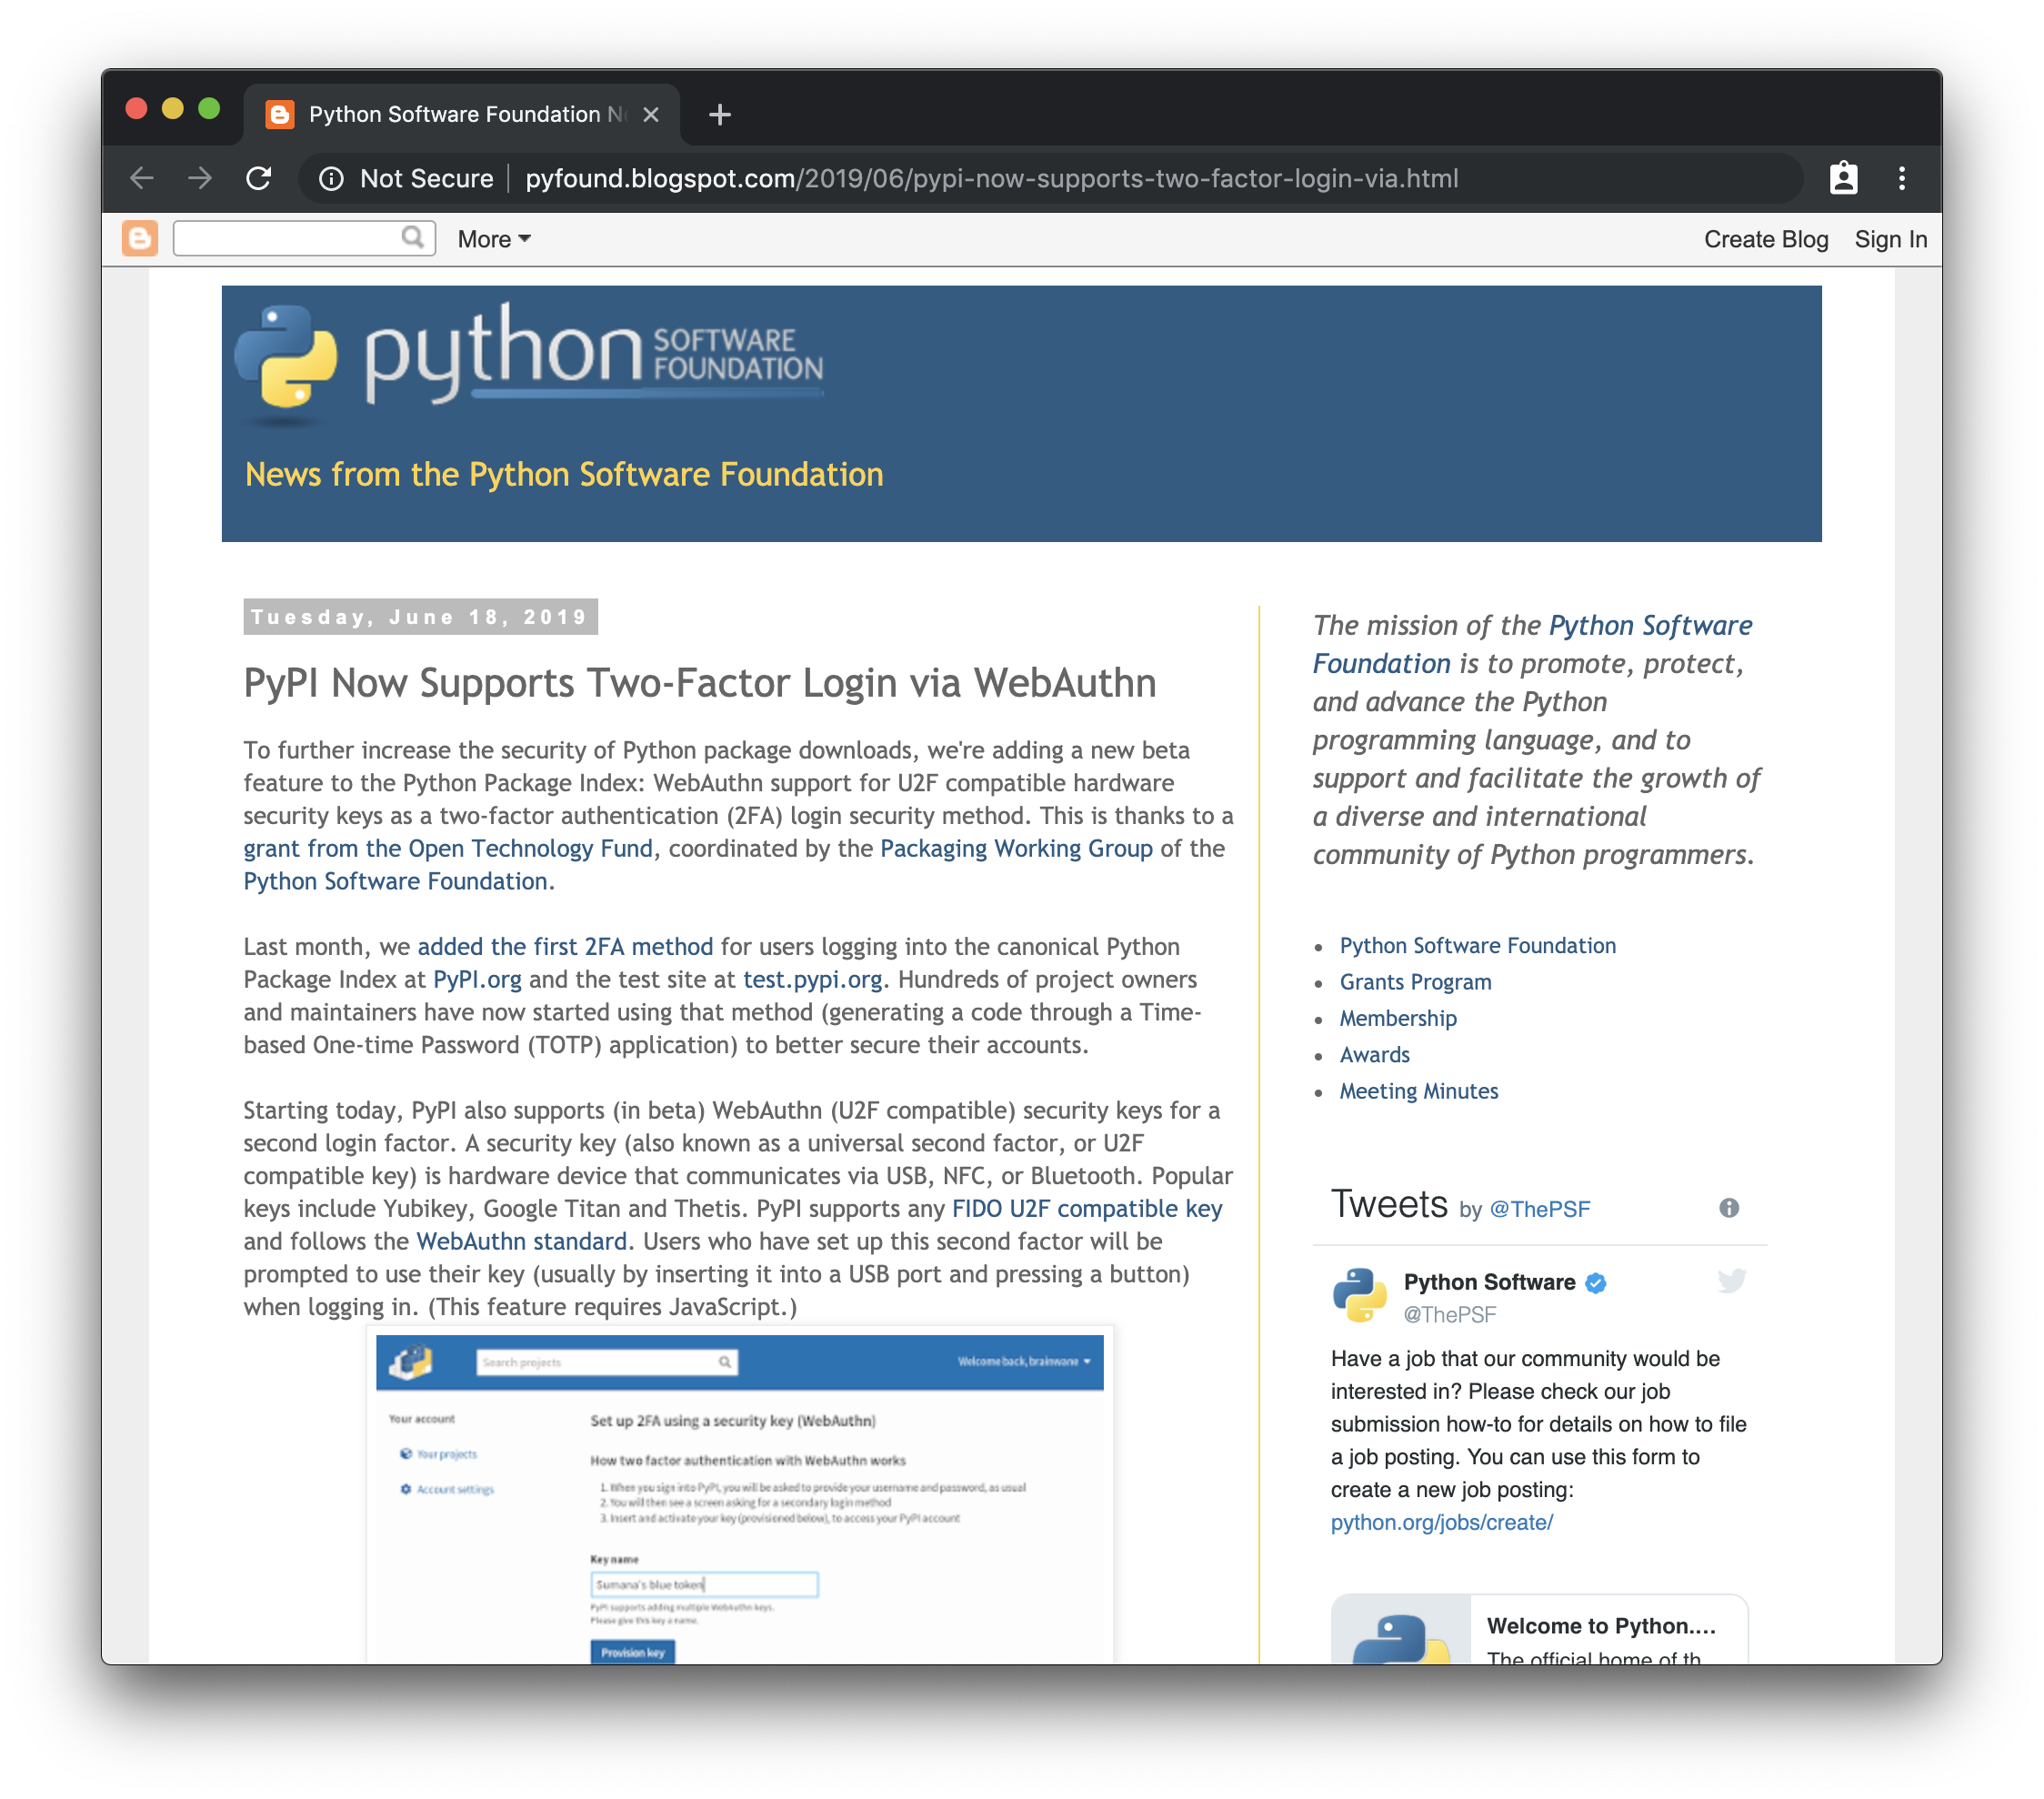 Python Software Foundation N
Not Secure | pyfound.blogspot.com/2019/06/pypi-now-supports-two-factor-login-via.html
More
Create Blog Sign In
python SOFTWARE FOUNDATION
News from the Python Software Foundation
Tuesday, June 18, 2019
PyPI Now Supports Two-Factor Login via WebAuthn
To further increase the security of Python package downloads, we're adding a new beta
feature to the Python Package Index: WebAuthn support for U2F compatible hardware
security keys as a two-factor authentication (2FA) login security method. This is thanks to a
grant from the Open Technology Fund, coordinated by the Packaging Working Group of the
Python Software Foundation.
Last month, we added the first 2FA method for users logging into the canonical Python
Package Index at PyPI.org and the test site at test.pypi.org. Hundreds of project owners
and maintainers have now started using that method (generating a code through a Time-
based One-time Password (TOTP) application) to better secure their accounts.
Starting today, PyPI also supports (in beta) WebAuthn (U2F compatible) security keys for a
second login factor. A security key (also known as a universal second factor, or U2F
compatible key) is hardware device that communicates via USB, NFC, or Bluetooth. Popular
keys include Yubikey, Google Titan and Thetis. PyPI supports any FIDO U2F compatible key
and follows the WebAuthn standard. Users who have set up this second factor will be
prompted to use their key (usually by inserting it into a USB port and pressing a button)
when logging in. (This feature requires JavaScript.)
Search projects
Welcome back, brainwane
Your account
Your projects
Account settings
Set up 2FA using a security key (WebAuthn)
How two factor authentication with WebAuthn works
1. When you sign into PyPI, you will be asked to provide your username and password, as usual
2. You will then see a screen asking for a secondary login method
3. Insert and activate your key (provisioned below), to access your PyPI account
Key name
Sumana's blue token
PyPI supports adding multiple WebAuthn keys.
Please give this key a name.
Provision key
The mission of the Python Software
Foundation is to promote, protect,
and advance the Python
programming language, and to
support and facilitate the growth of
a diverse and international
community of Python programmers.
Python Software Foundation
Grants Program
Membership
Awards
Meeting Minutes
Tweets by @ThePSF
Python Software
@ThePSF
Have a job that our community would be
interested in? Please check our job
submission how-to for details on how to file
a job posting. You can use this form to
create a new job posting:
python.org/jobs/create/
Welcome to Python....
The official home of th